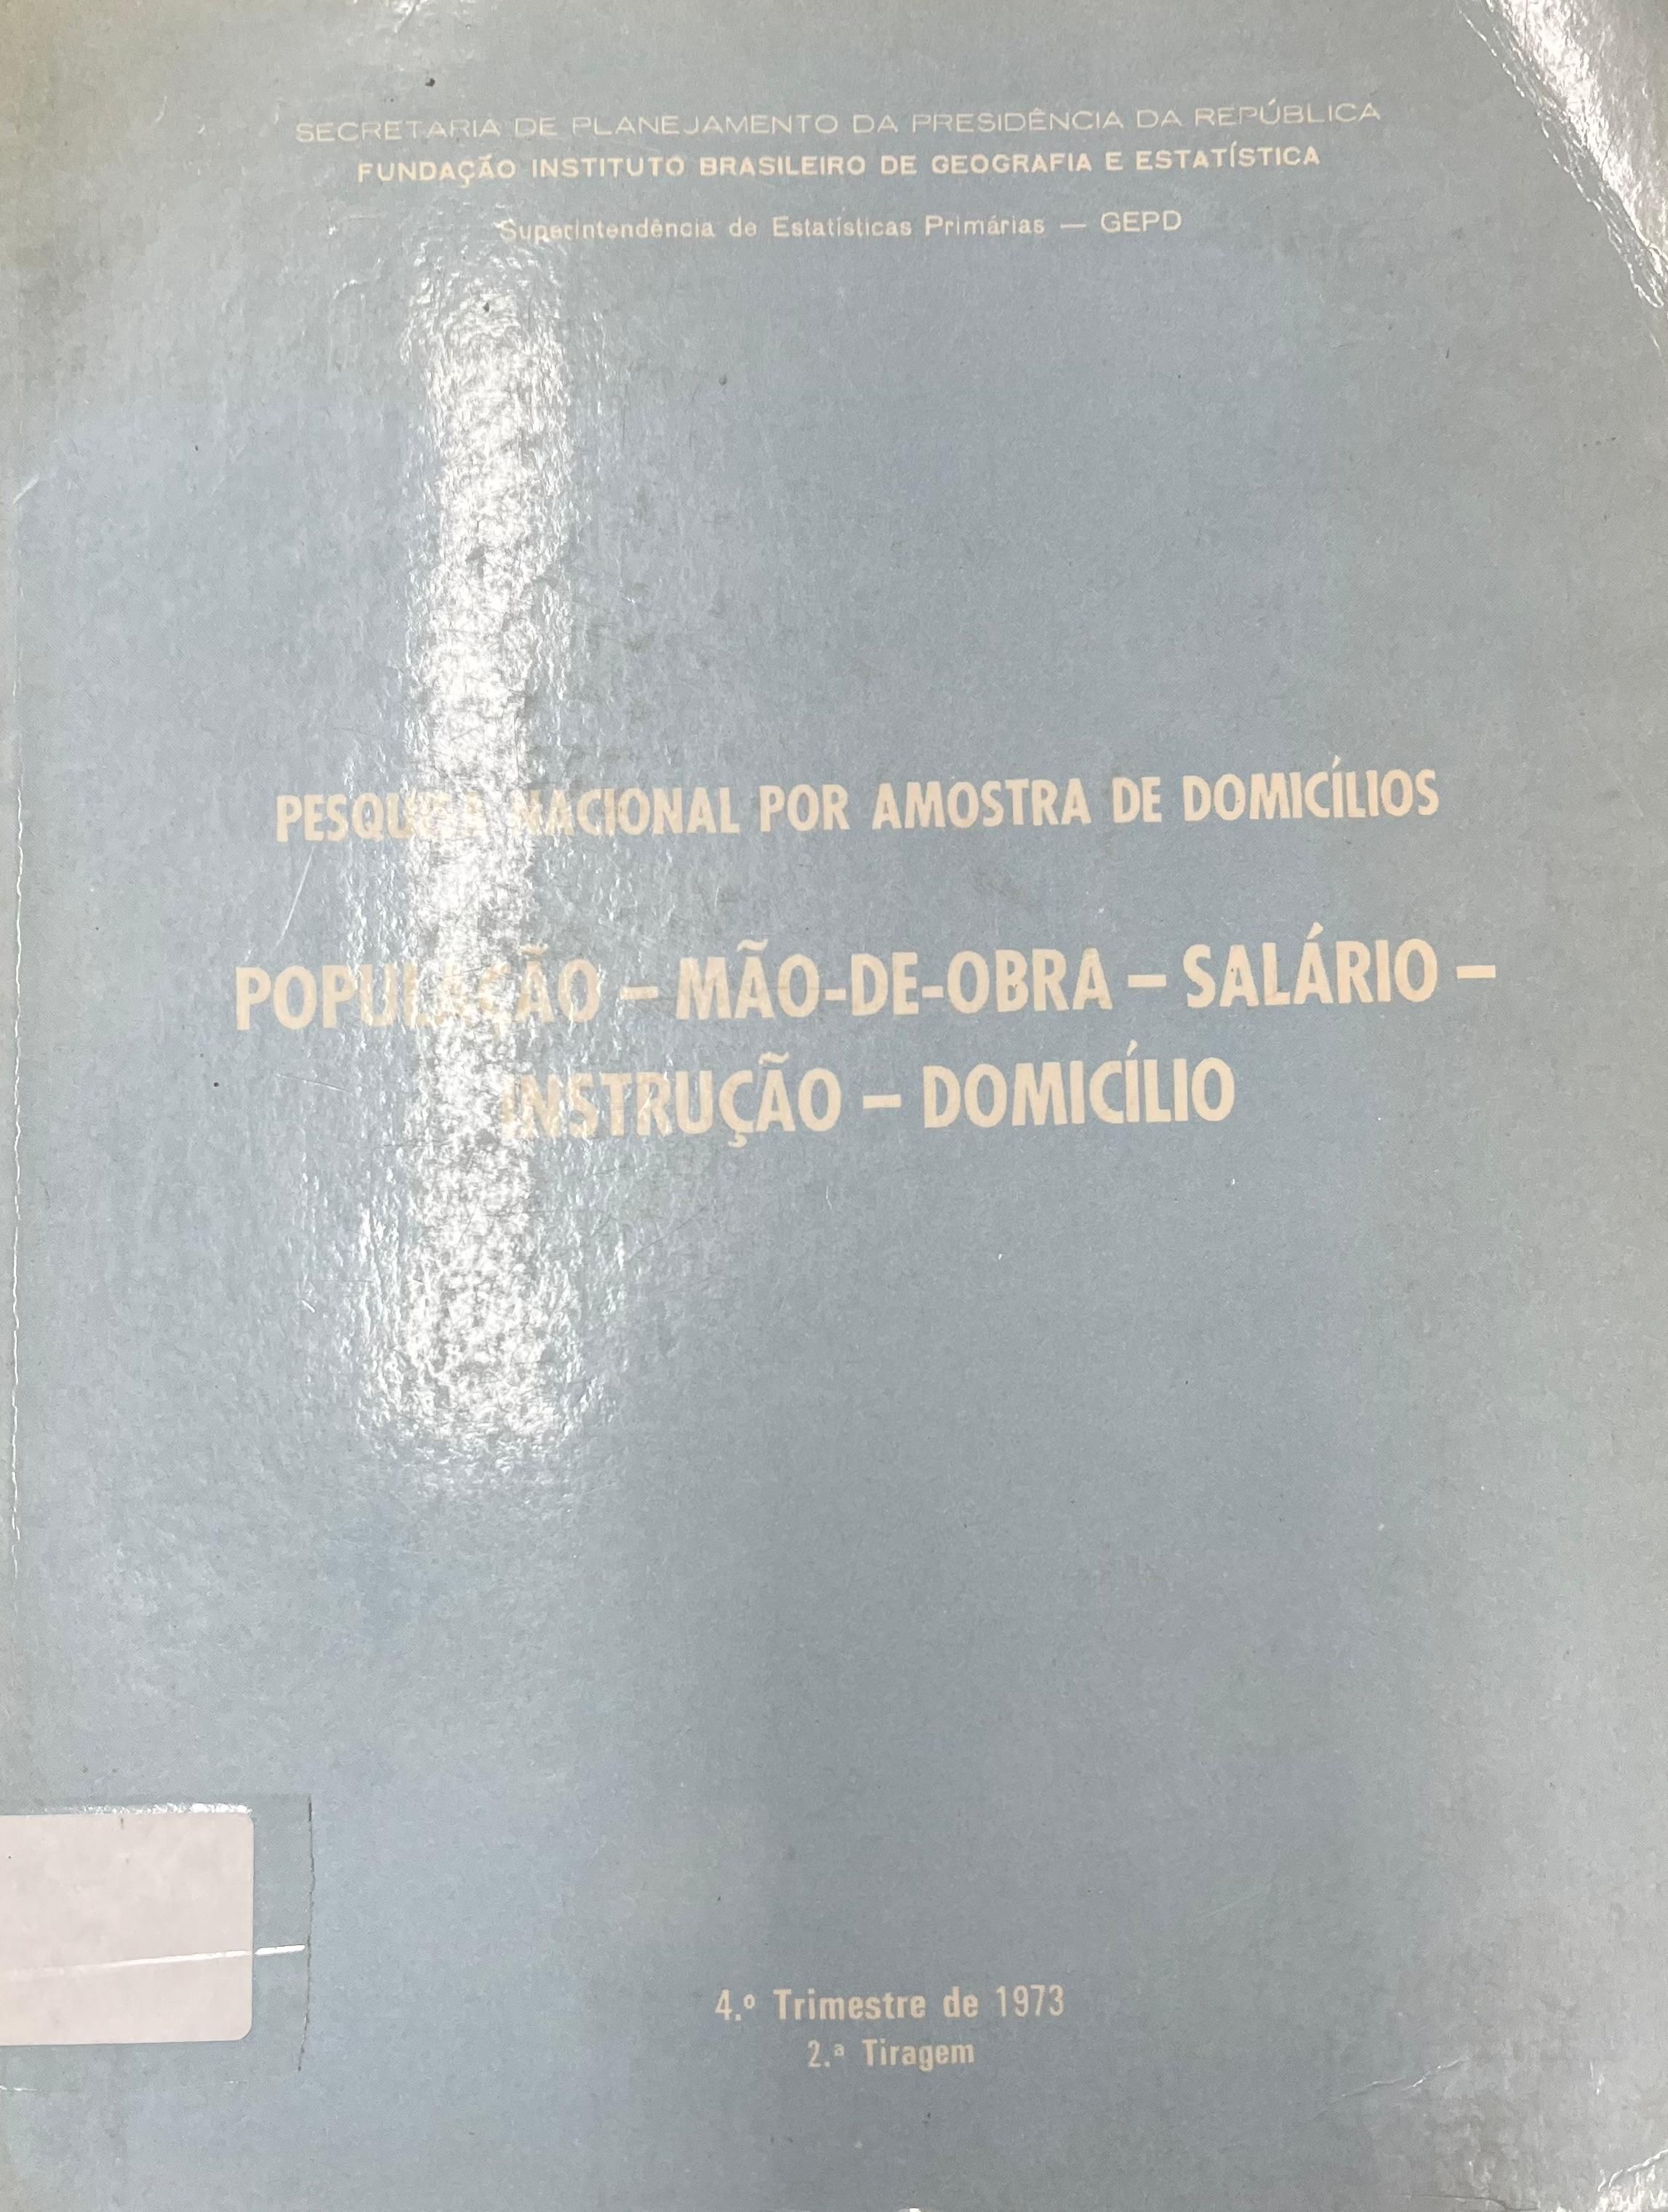 SECRETARIA DE PLANEJAMENTO DA PRESIDÊNCIA DA REPÚBLICA
FUNDAÇÃO INSTITUTO BRASILEIRO DE GEOGRAFIA E ESTATÍSTICA
Superintendência de Estatísticas Primárias — GEPD
PESQUISA NACIONAL POR AMOSTRA DE DOMICÍLIOS
POPULAÇÃO – MÃO-DE-OBRA – SALÁRIO –
INSTRUÇÃO – DOMICÍLIO
4.º Trimestre de 1973
2.ª Tiragem